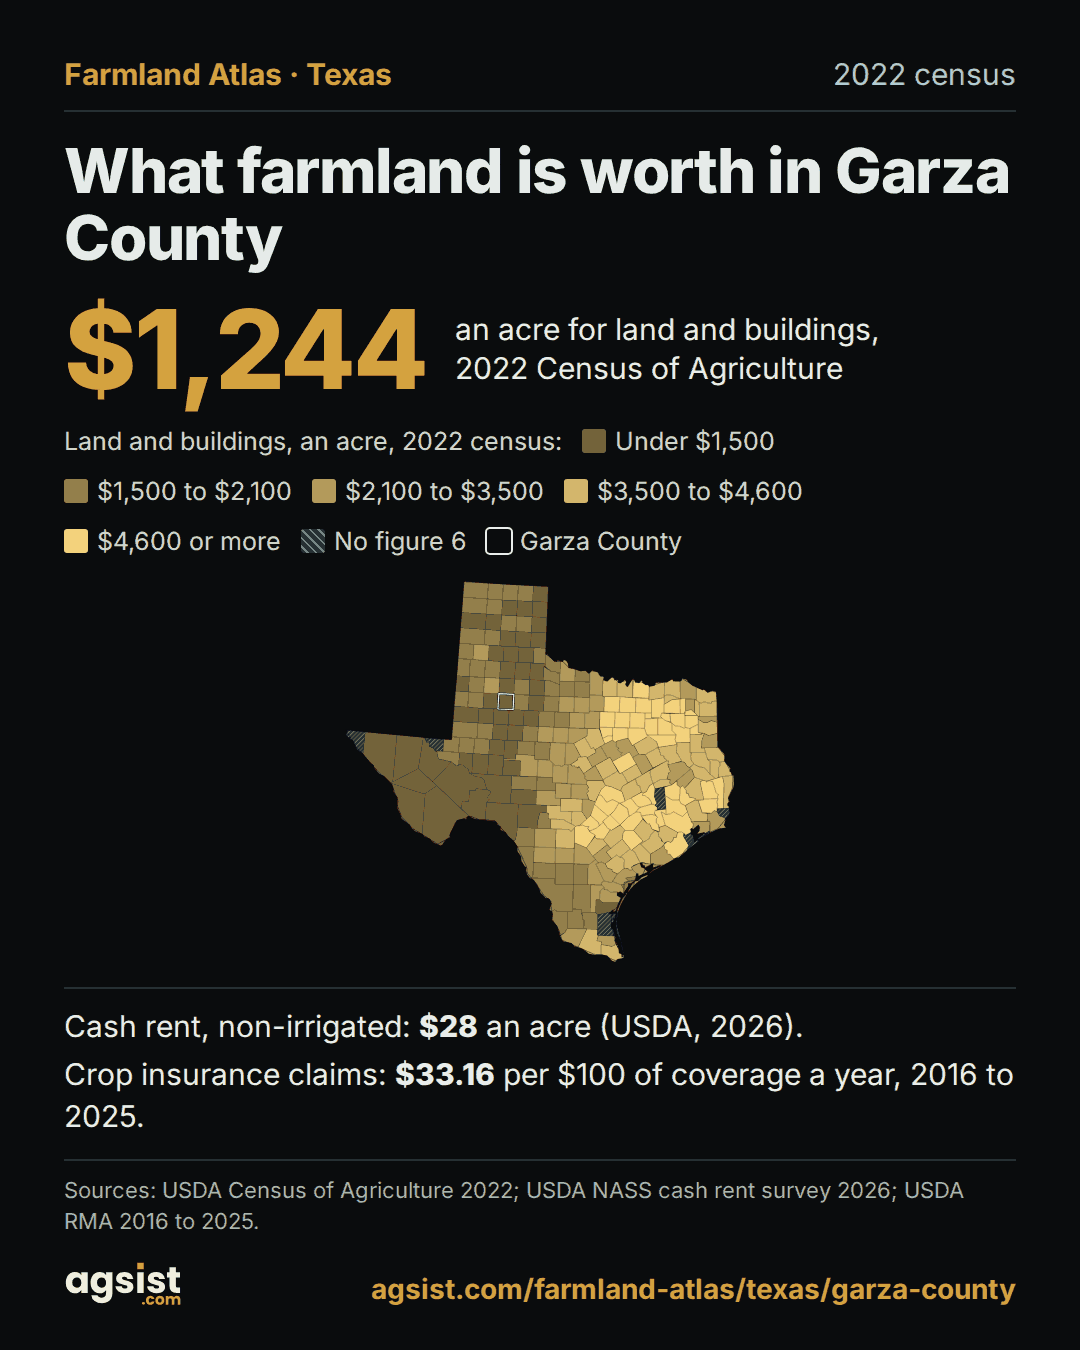 Farmland Atlas · Texas
2022 census
What farmland is worth in Garza
County
$1,244
an acre for land and buildings,
2022 Census of Agriculture
Land and buildings, an acre, 2022 census: Under $1,500
$1,500 to $2,100 $2,100 to $3,500 $3,500 to $4,600
$4,600 or more No figure 6 Garza County
Cash rent, non-irrigated: $28 an acre (USDA, 2026).
Crop insurance claims: $33.16 per $100 of coverage a year, 2016 to
2025.
Sources: USDA Census of Agriculture 2022; USDA NASS cash rent survey 2026; USDA
RMA 2016 to 2025.
agsist
.com
agsist.com/farmland-atlas/texas/garza-county